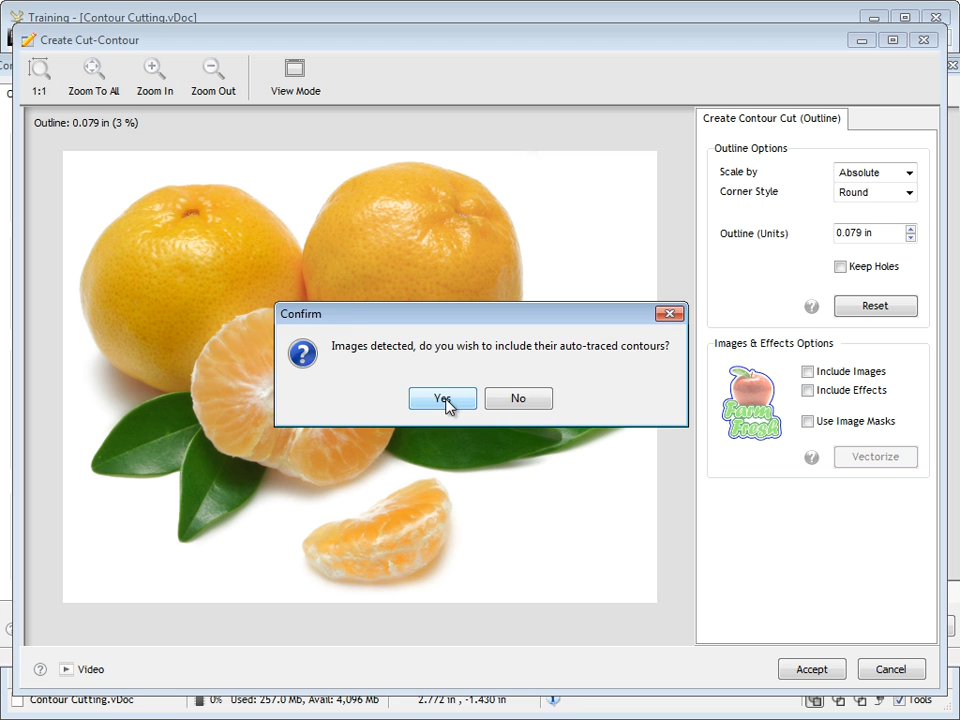 Training - [Contour Cutting.vDoc]
Create Cut-Contour
1:1
Zoom To All
Zoom In
Zoom Out
View Mode
Outline: 0.079 in (3 %)
Create Contour Cut (Outline)
Outline Options
Scale by
Absolute
Corner Style
Round
Outline (Units)
0.079 in
Keep Holes
Reset
Confirm
Images detected, do you wish to include their auto-traced contours?
Yes
No
Images & Effects Options
Include Images
Include Effects
Farm
Fresh
Use Image Masks
Vectorize
Video
Accept
Cancel
Contour Cutting.vDoc
0%
Used: 257.0 Mb, Avail: 4,096 Mb
2.772 in , -1.430 in
Tools